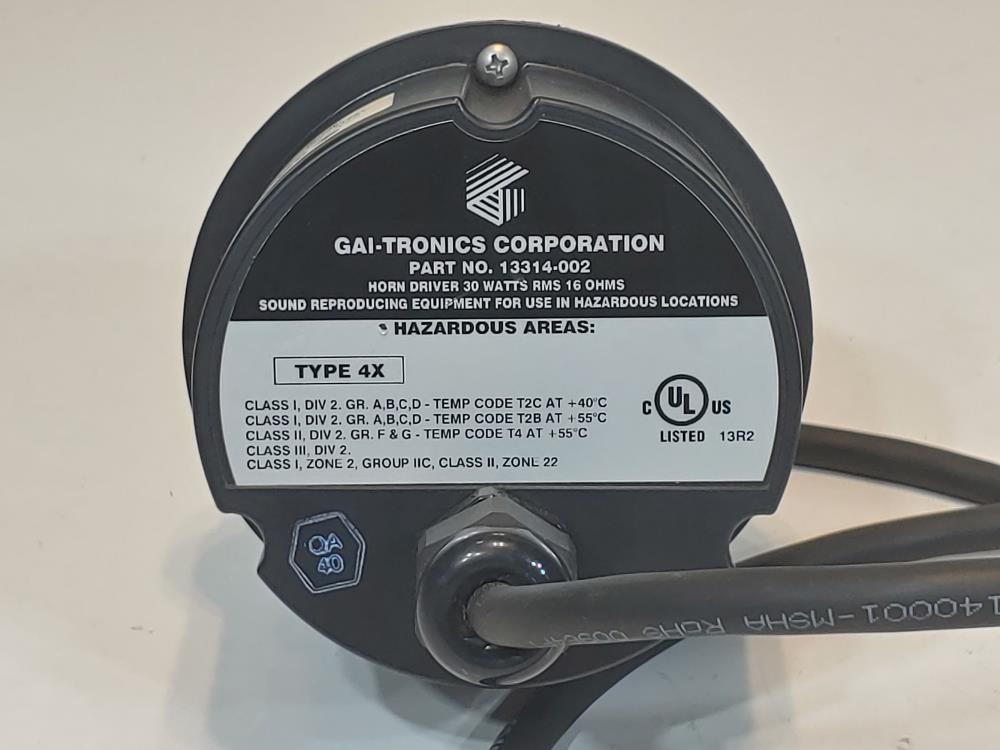 GAI-TRONICS CORPORATION
PART NO. 13314-002
HORN DRIVER 30 WATTS RMS 16 OHMS
SOUND REPRODUCING EQUIPMENT FOR USE IN HAZARDOUS LOCATIONS
HAZARDOUS AREAS:
TYPE 4X
CLASS I, DIV 2. GR. A,B,C,D - TEMP CODE T2C AT +40°C
CLASS I, DIV 2. GR. A,B,C,D - TEMP CODE T2B AT +55°C
CLASS II, DIV 2. GR. F & G - TEMP CODE T4 AT +55°C
CLASS III, DIV 2.
CLASS I, ZONE 2, GROUP IIC, CLASS II, ZONE 22
C UL US
LISTED 13R2
QA
40
140001-MSHA RoHS